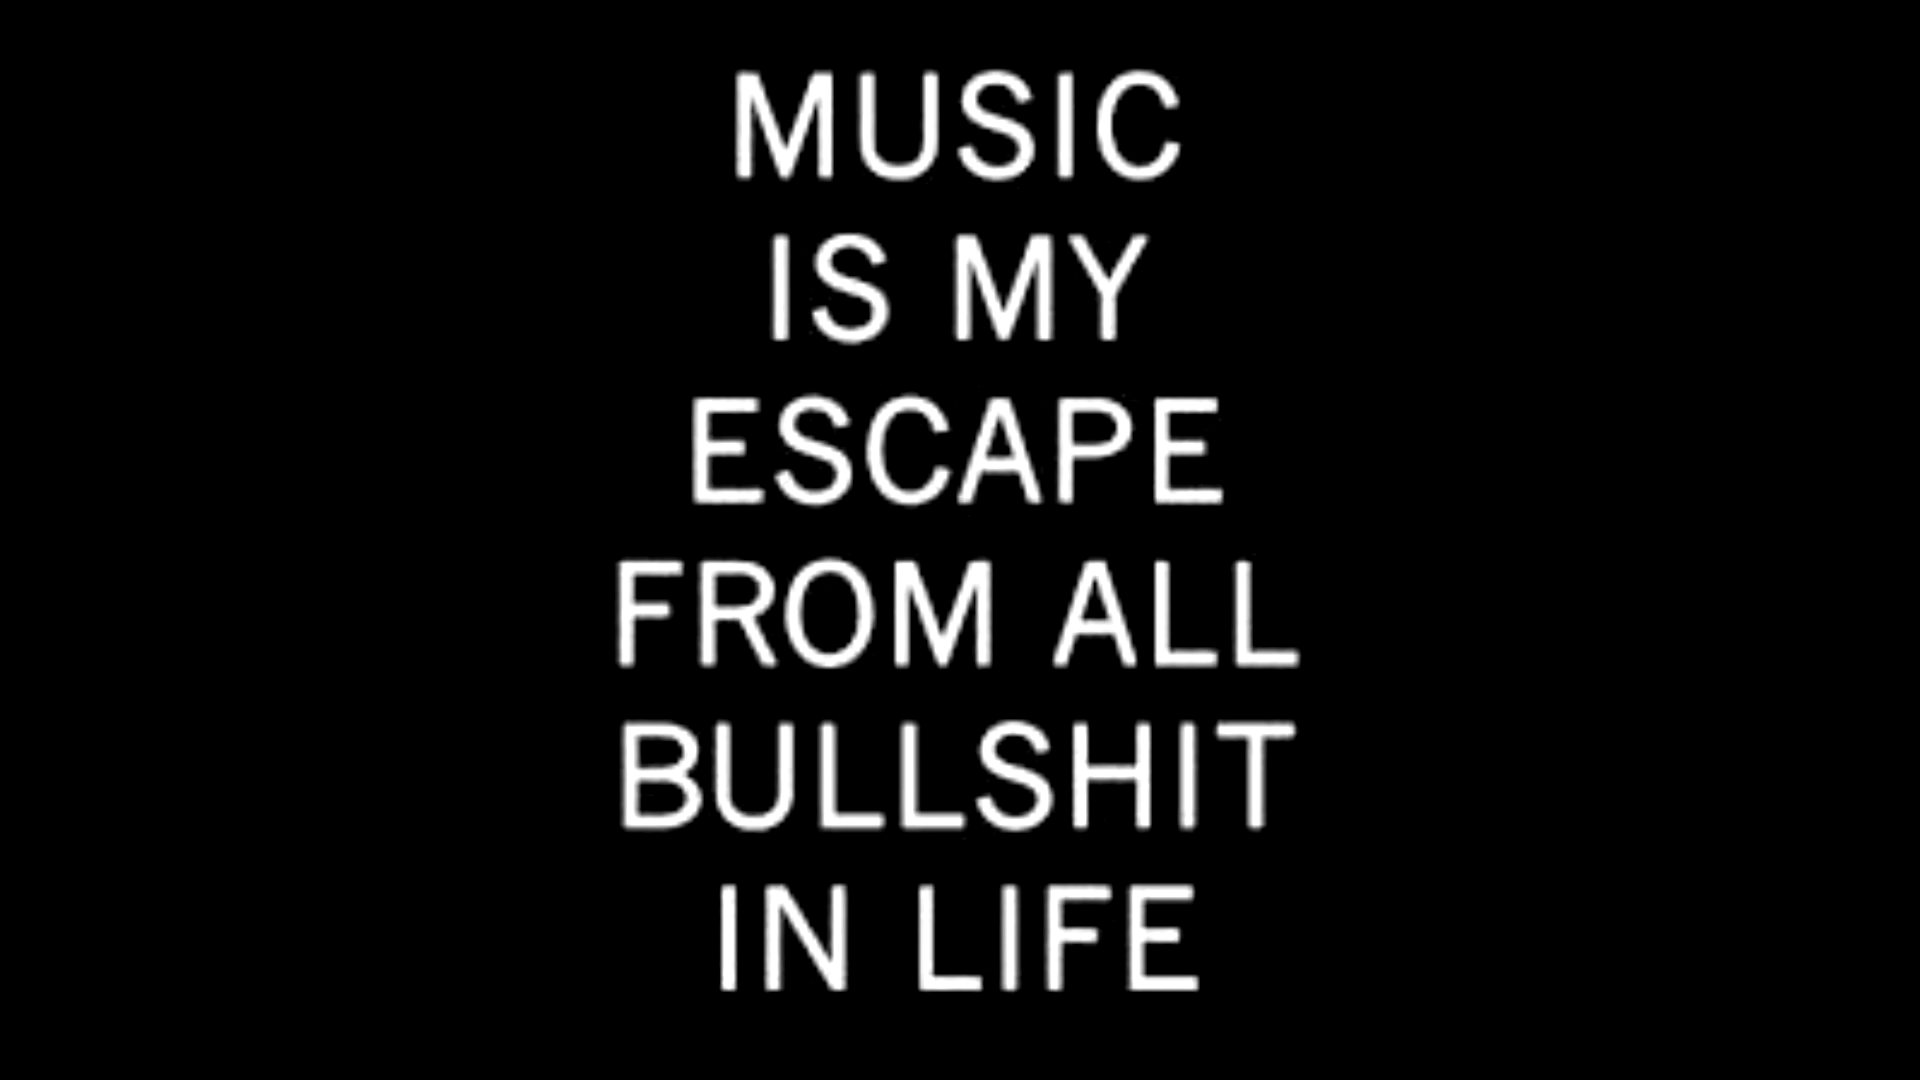 MUSIC
IS MY
ESCAPE
FROM ALL
BULLSHIT
IN LIFE